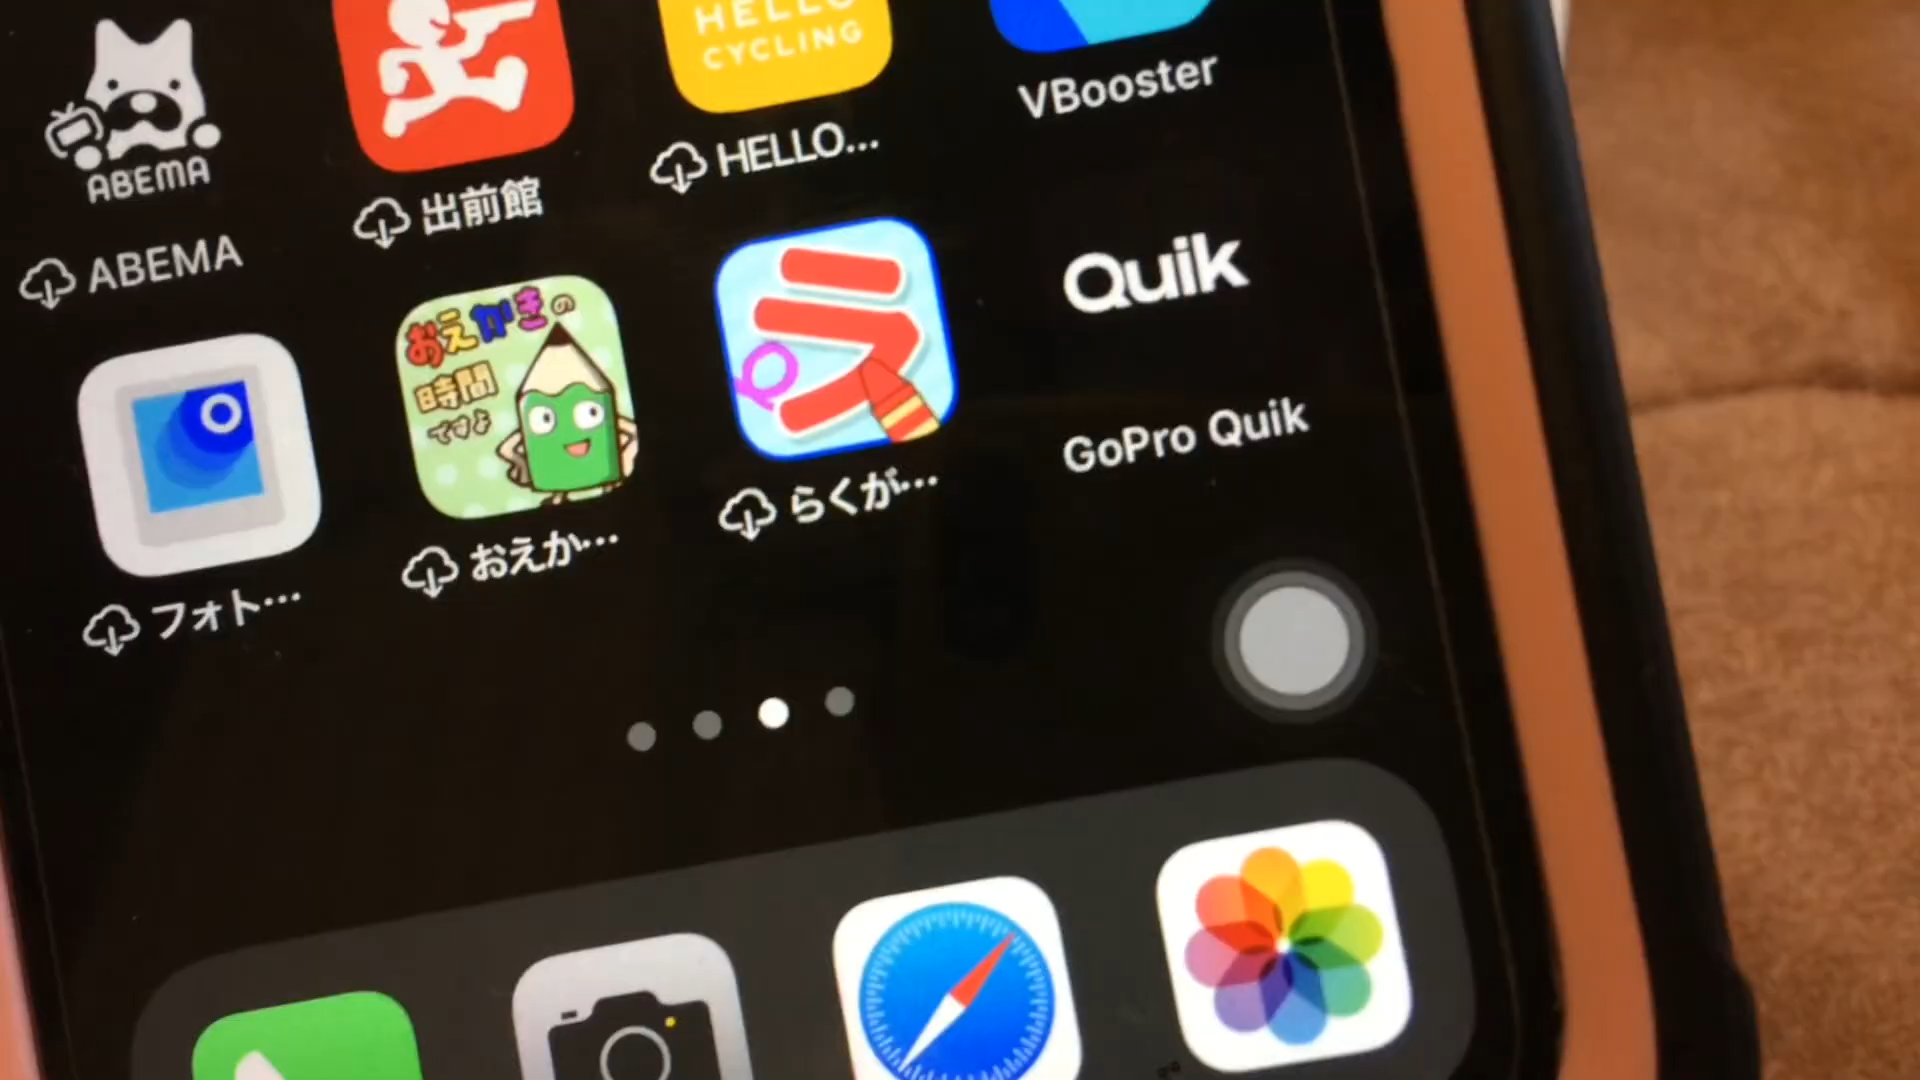 HELLO
CYCLING
ABEMA
VBooster
HELLO...
出前館
ABEMA
Quik
おえかきの
時間
ですよ
GoPro Quik
らくが…
おえか…
フォト…